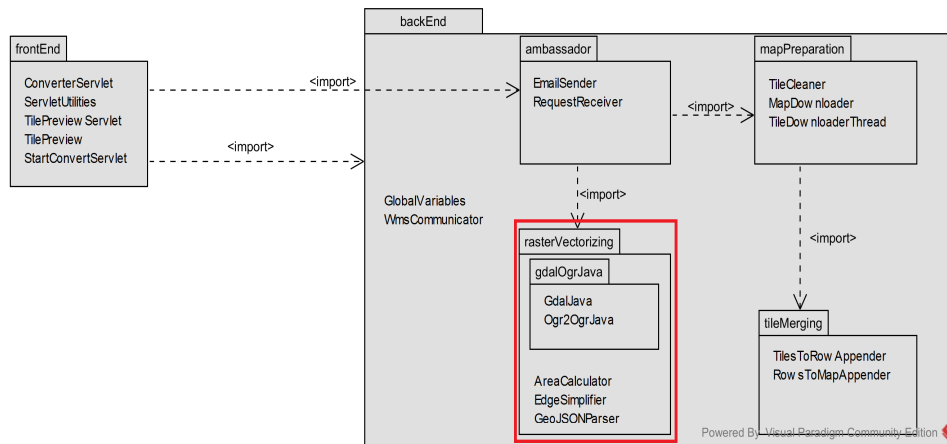 backEnd
frontEnd
ConverterServlet
ServletUtilities
TilePreview Servlet
TilePreview
StartConvertServlet
<import>
<import>
ambassador
EmailSender
RequestReceiver
<import>
mapPreparation
TileCleaner
MapDow nloader
TileDow nloaderThread
GlobalVariables
WmsCommunicator
<import>
rasterVectorizing
gdalOgrJava
GdalJava
Ogr2OgrJava
AreaCalculator
EdgeSimplifier
GeoJSONParser
<import>
tileMerging
TilesToRow Appender
Row sToMapAppender
Powered By Visual Paradigm Community Edition